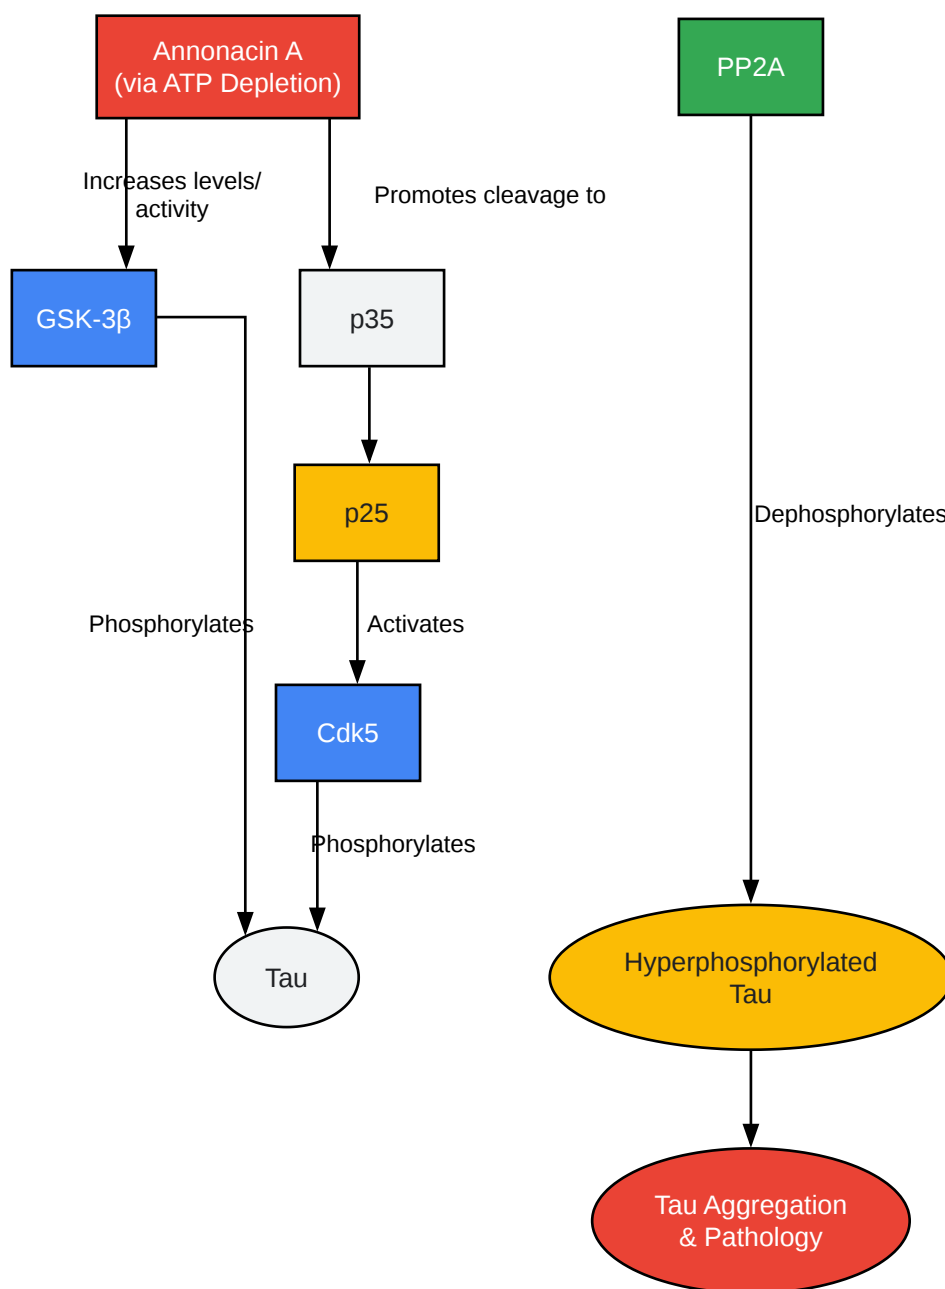 Annonacin A
(via ATP Depletion)
PP2A
Increases levels/
activity
Promotes cleavage to
GSK-3β
p35
p25
Dephosphorylates
Phosphorylates
Activates
Cdk5
Phosphorylates
Hyperphosphorylated
Tau
Tau
Tau Aggregation
& Pathology